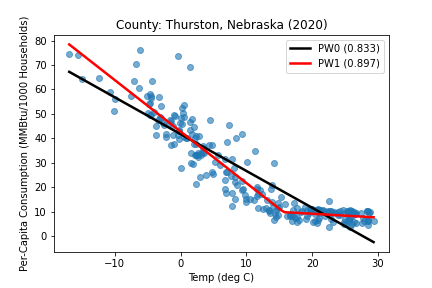 County: Thurston, Nebraska (2020)
PW0 (0.833)
PW1 (0.897)
Per-Capita Consumption (MMBtu/1000 Households)
80
70
60
50
40
30
20
10
0
−10 0 10 20 30
Temp (deg C)